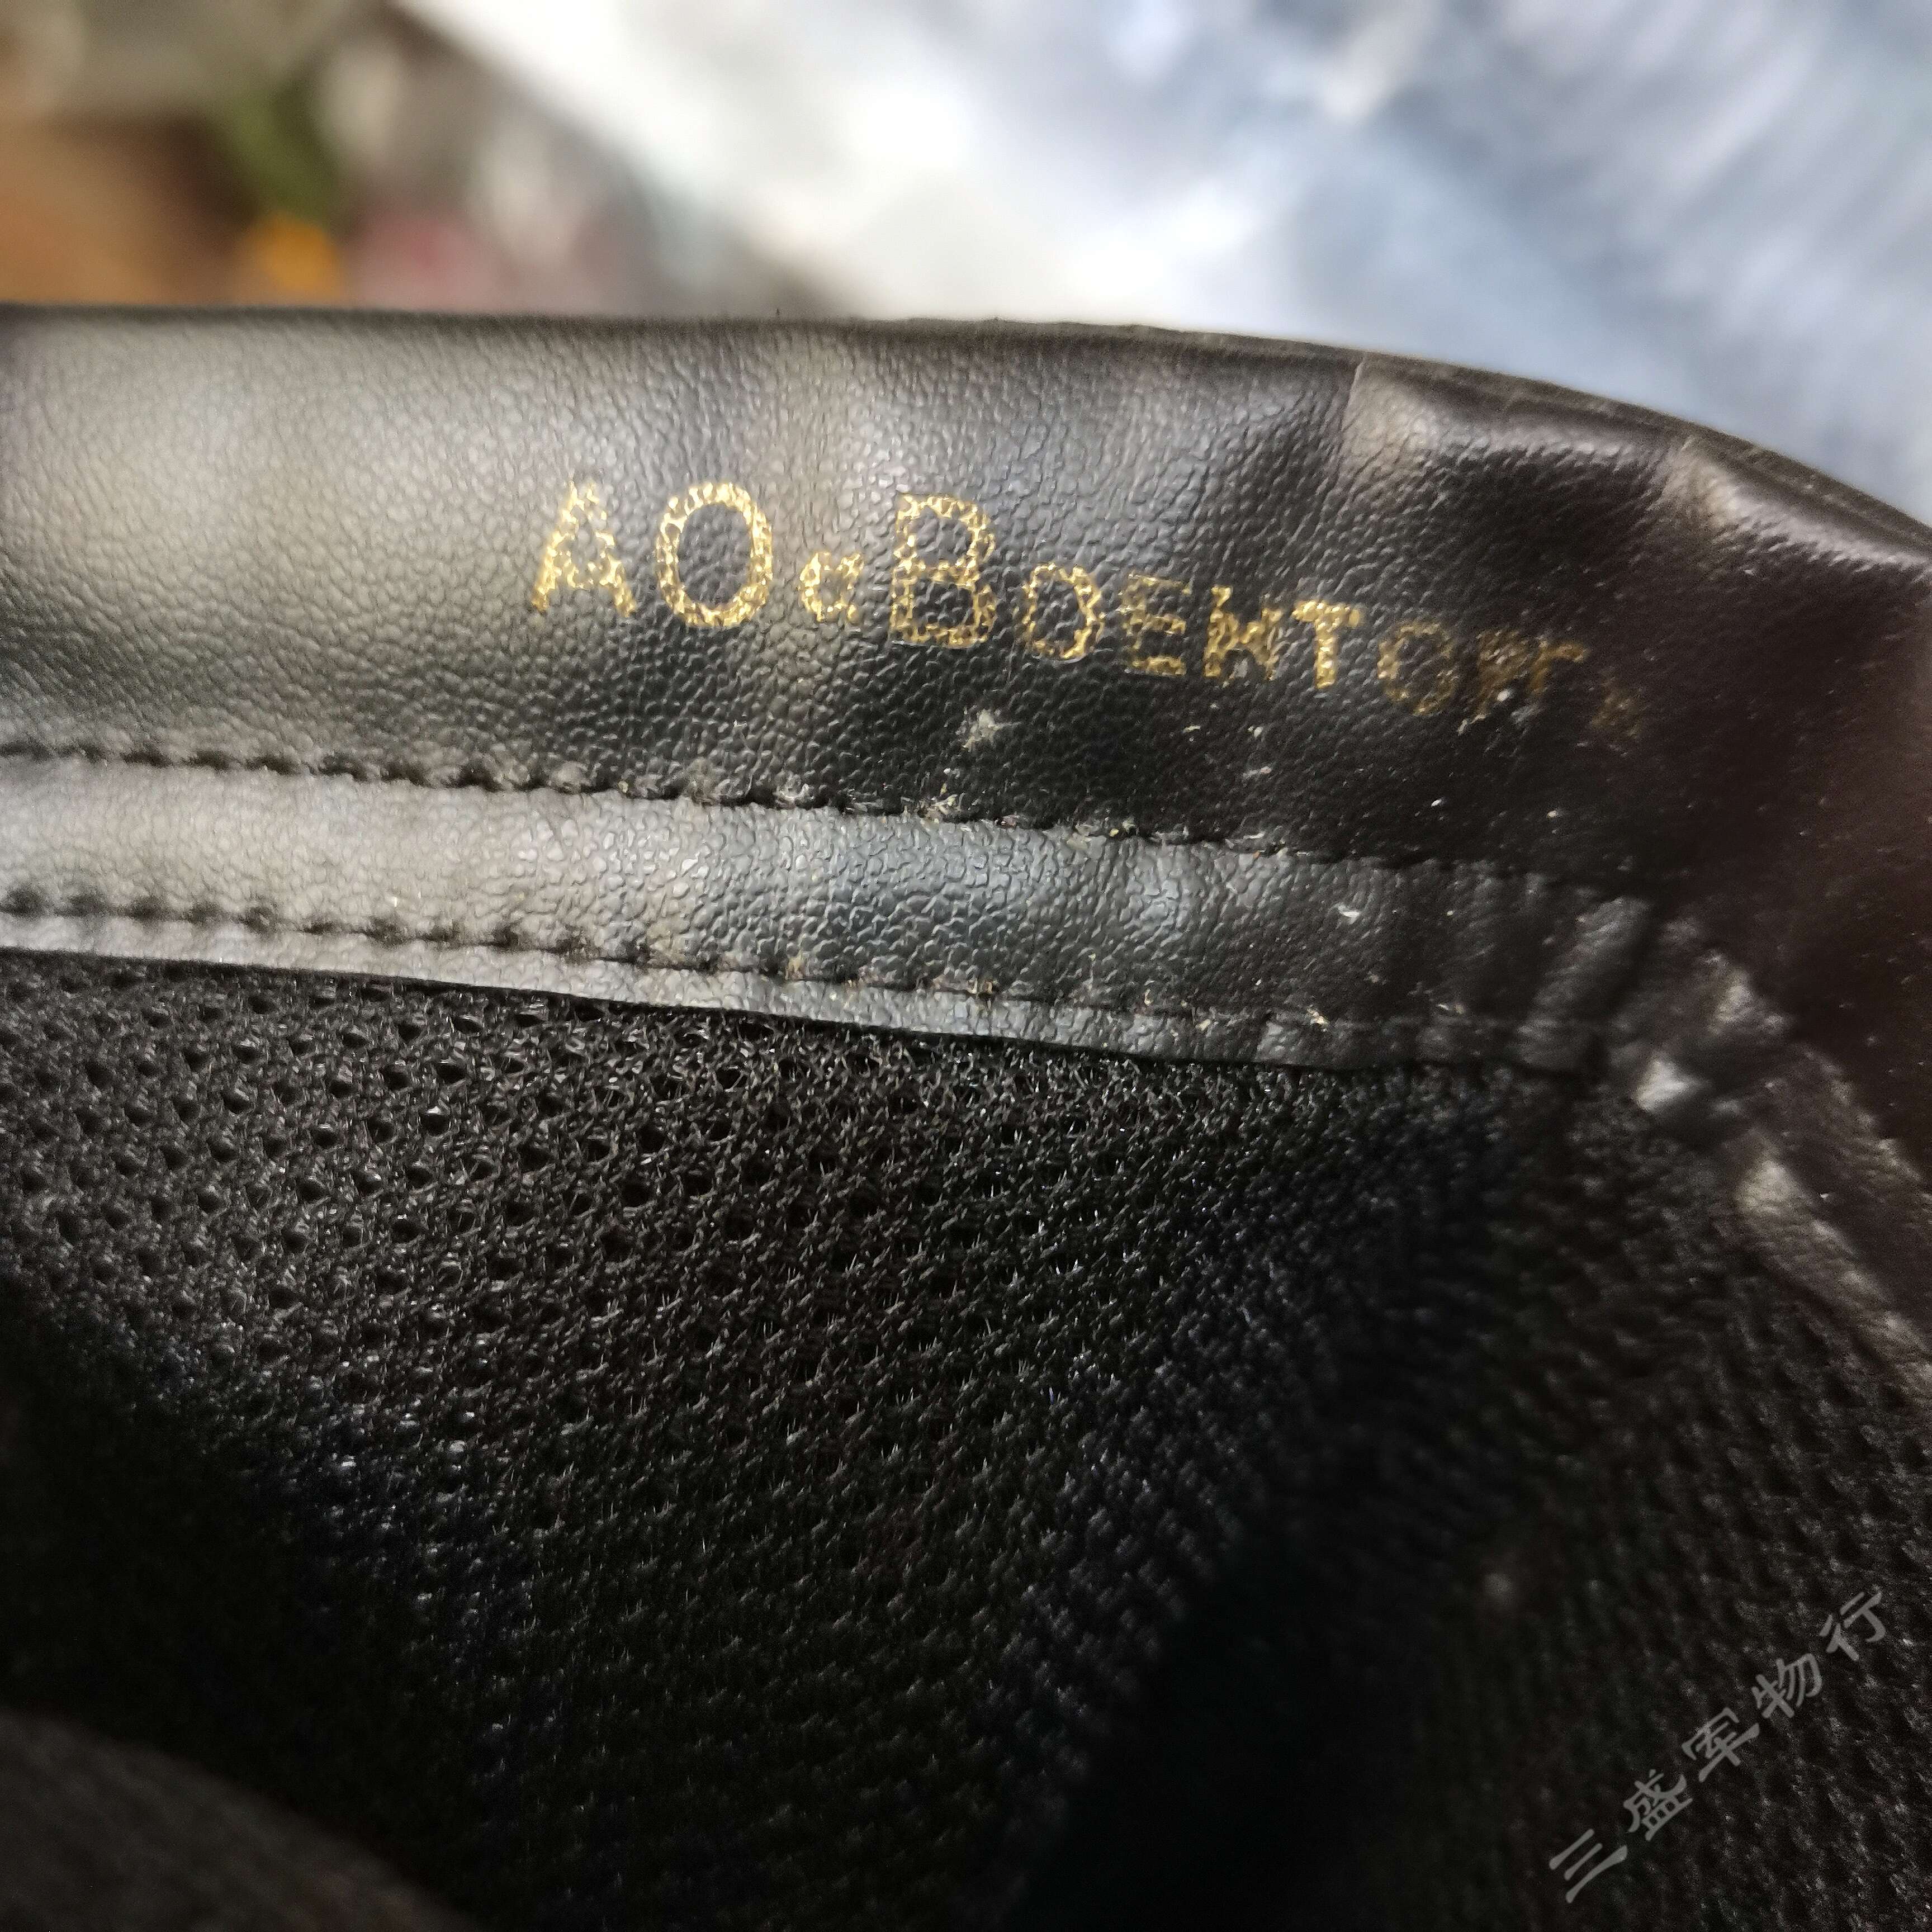 АО «Военторг»
三盛军物行